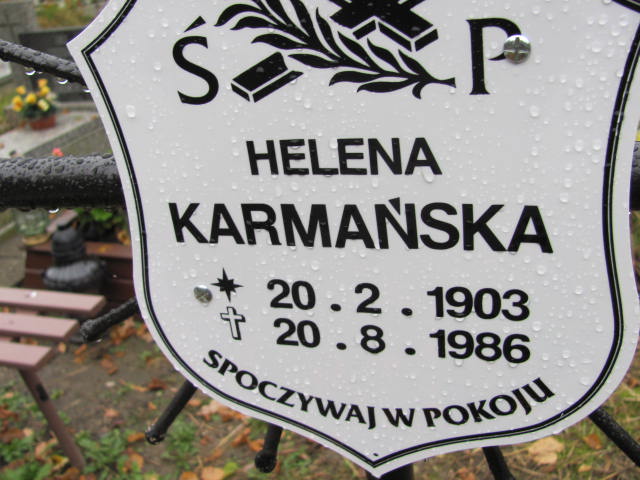 Ś P
HELENA
KARMAŃSKA
20.2.1903
20.8.1986
SPOCZYWAJ W POKOJU